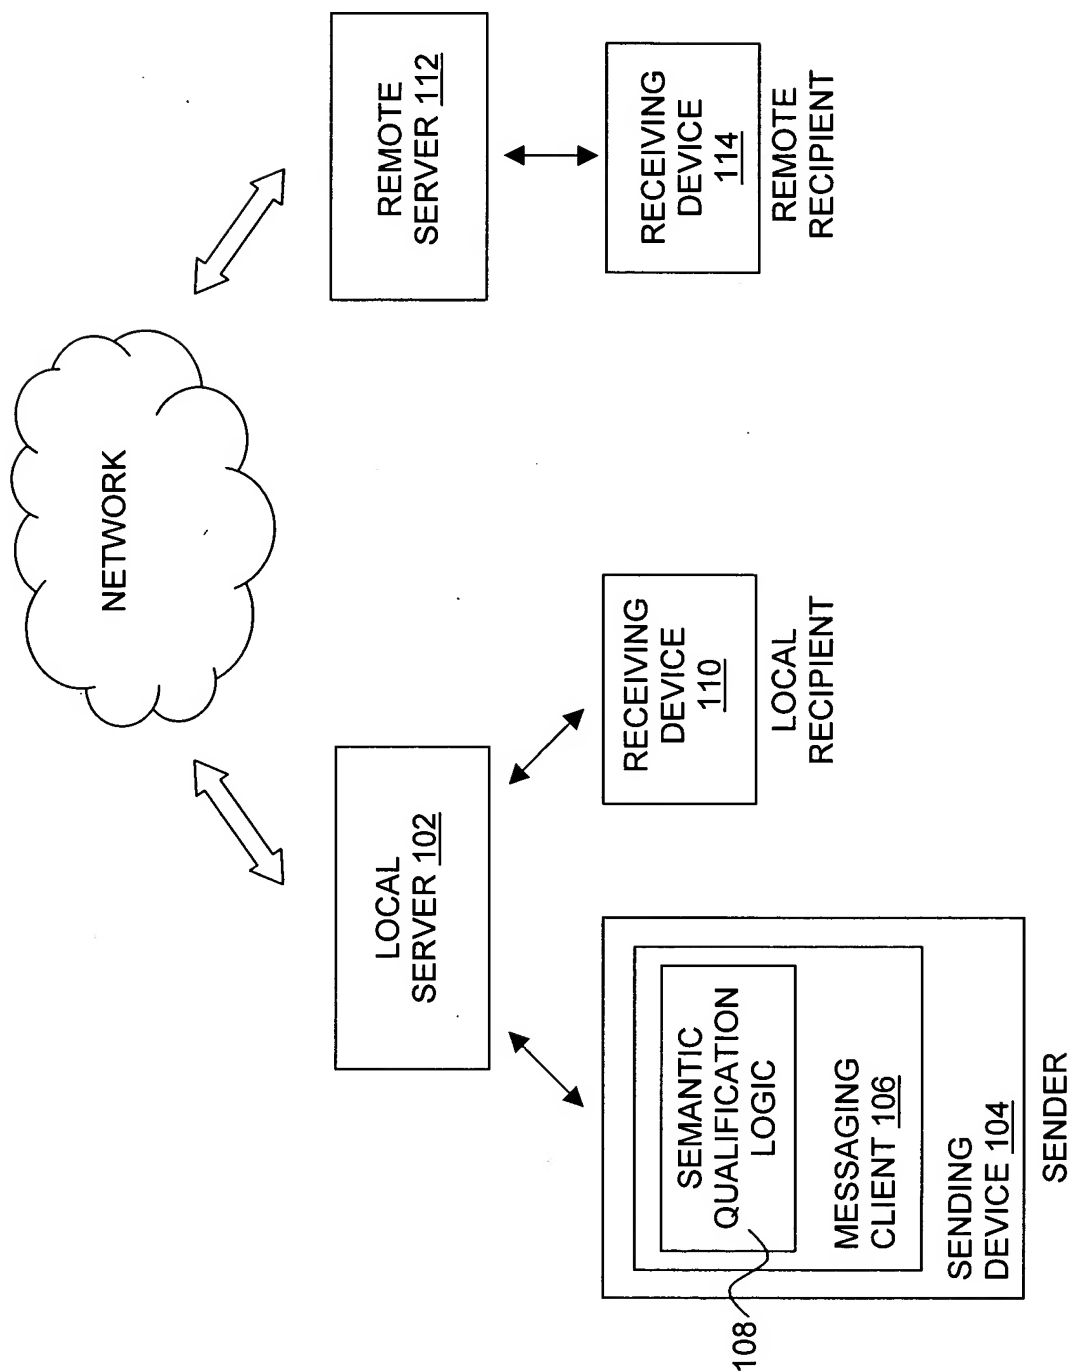 NETWORK
LOCAL
SERVER 102
REMOTE
SERVER 112
SEMANTIC
QUALIFICATION
LOGIC
108
MESSAGING
CLIENT 106
SENDING
DEVICE 104
SENDER
RECEIVING
DEVICE
110
LOCAL
RECIPIENT
RECEIVING
DEVICE
114
REMOTE
RECIPIENT